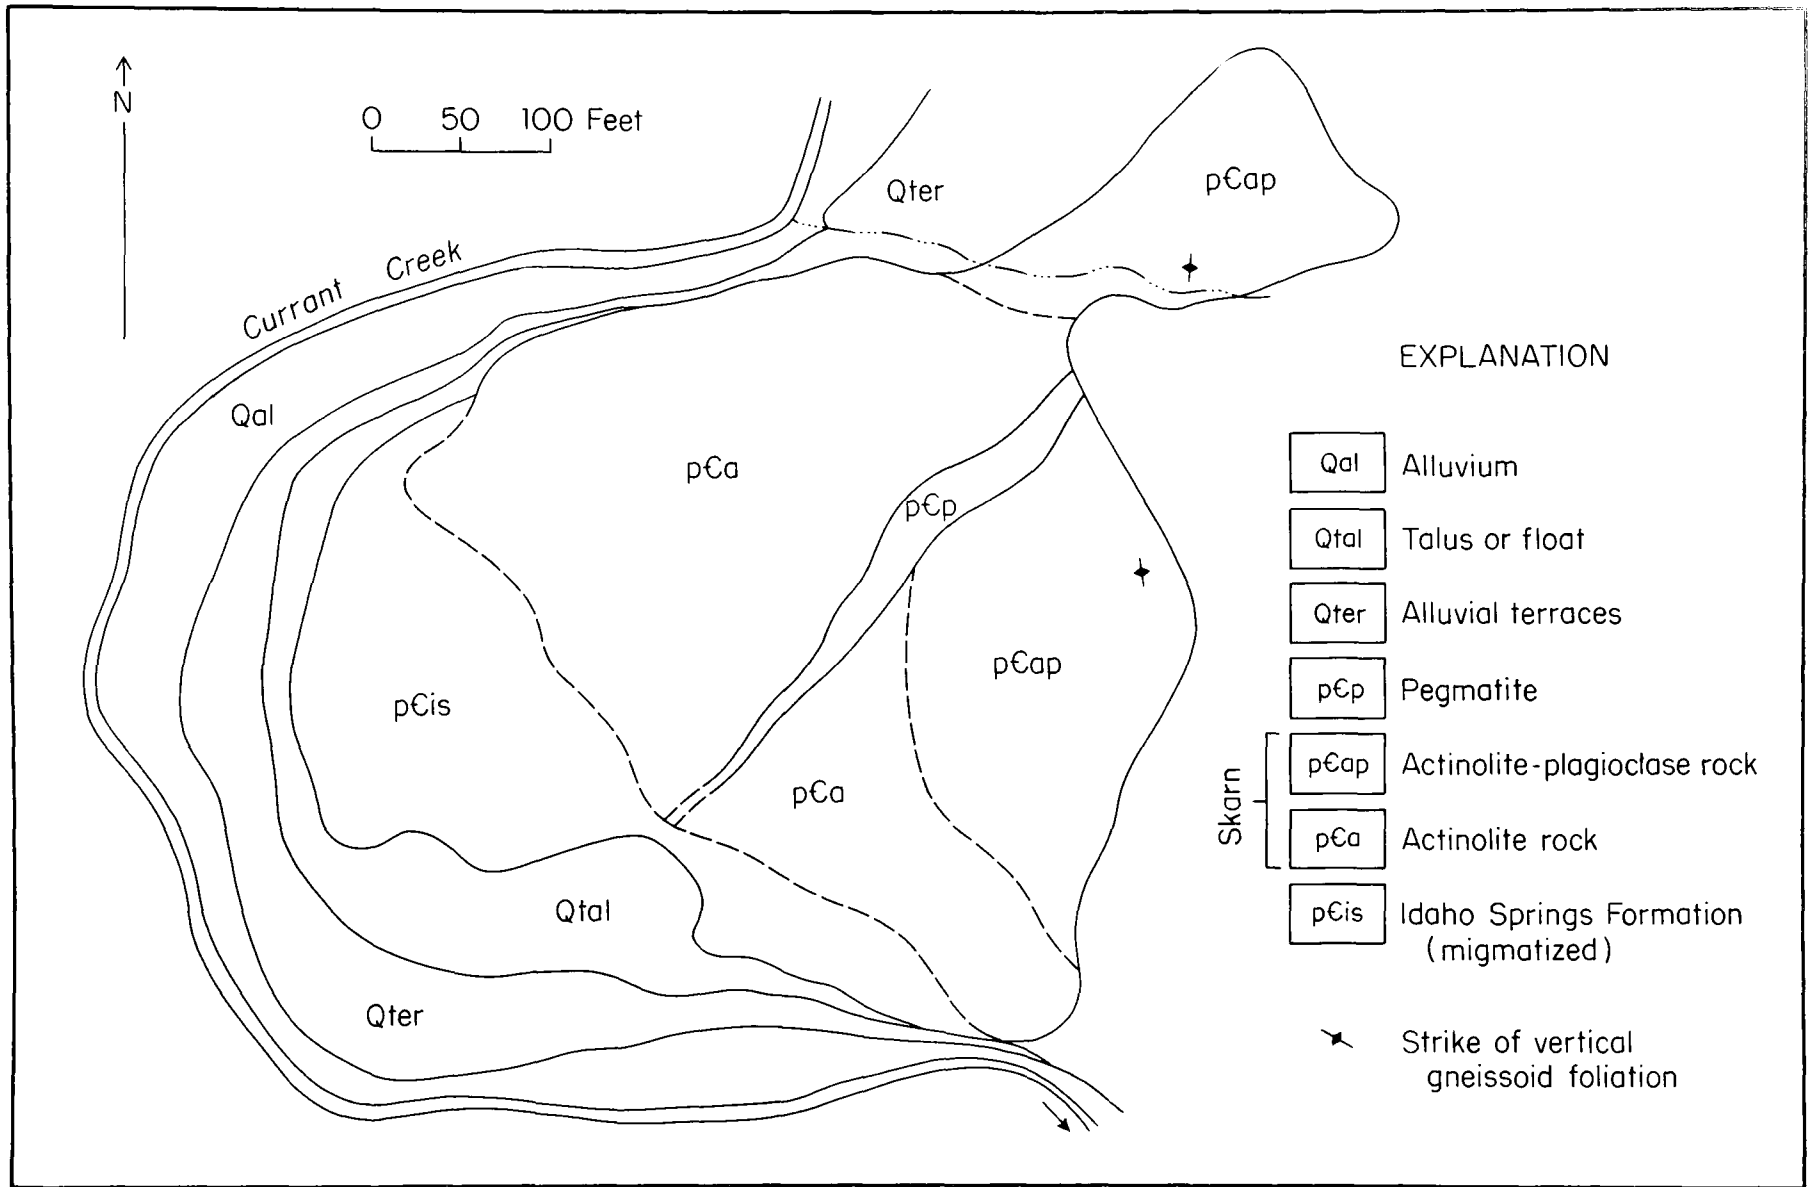 N
0 50 100 Feet
Qter
pЄap
Currant Creek
Qal
pЄa
pЄp
pЄap
pЄis
pЄa
Qtal
Qter
EXPLANATION
Qal Alluvium
Qtal Talus or float
Qter Alluvial terraces
pЄp Pegmatite
Skarn
pЄap Actinolite-plagioclase rock
pЄa Actinolite rock
pЄis Idaho Springs Formation
(migmatized)
Strike of vertical
gneissoid foliation